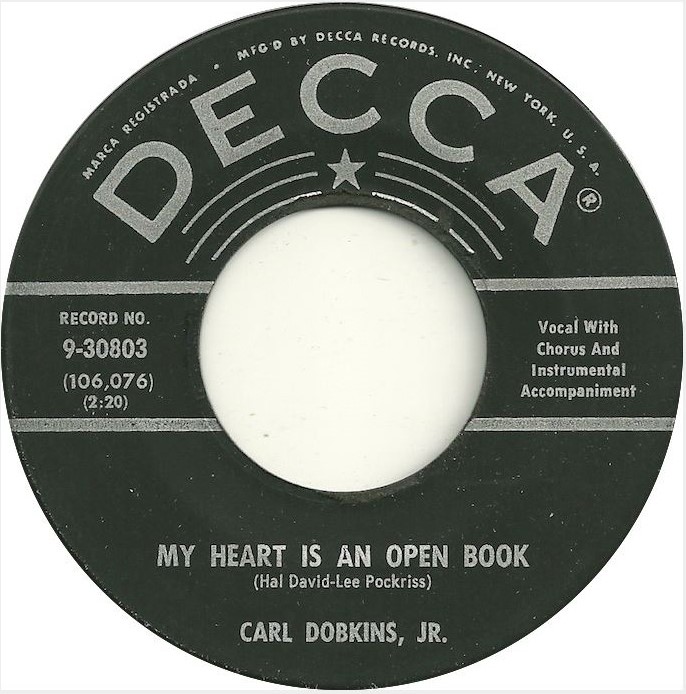 MARCA REGISTRADA • MFG'D BY DECCA RECORDS, INC., NEW YORK, U. S. A.
DECCA®
RECORD NO.
9-30803
(106,076)
(2:20)
Vocal With
Chorus And
Instrumental
Accompaniment
MY HEART IS AN OPEN BOOK
(Hal David-Lee Pockriss)
CARL DOBKINS, JR.